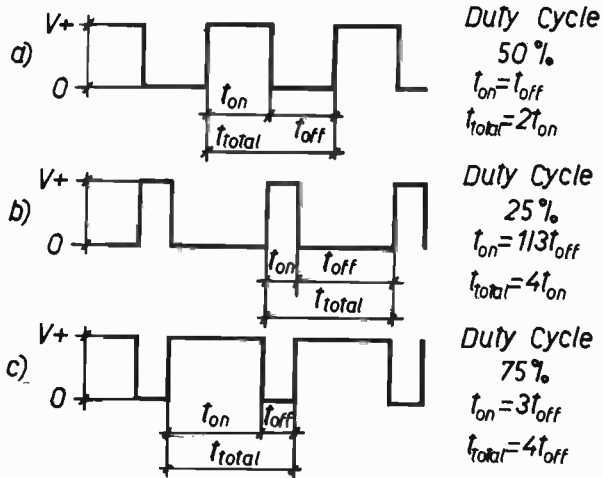 V+
a)
0
ton
toff
ttotal
Duty Cycle
50%
ton=toff
ttotal=2ton
V+
b)
0
ton
toff
ttotal
Duty Cycle
25%
ton=1/3toff
ttotal=4ton
V+
c)
0
ton
toff
ttotal
Duty Cycle
75%
ton=3toff
ttotal=4toff